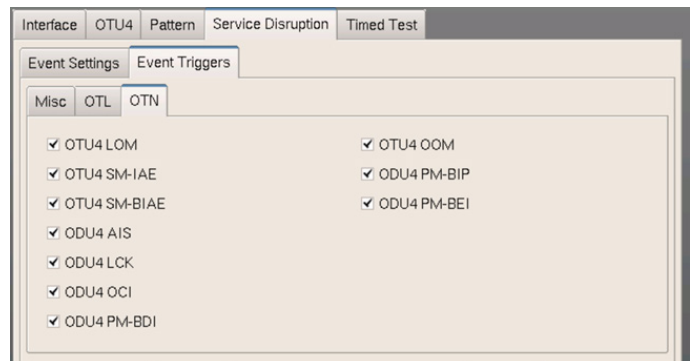 Interface OTU4 Pattern Service Disruption Timed Test
Event Settings Event Triggers
Misc OTL OTN
OTU4 LOM OTU4 OOM
OTU4 SM-IAE ODU4 PM-BIP
OTU4 SM-BIAE ODU4 PM-BEI
ODU4 AIS
ODU4 LCK
ODU4 OCI
ODU4 PM-BDI